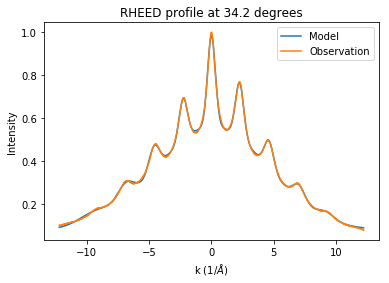 RHEED profile at 34.2 degrees
Model
Observation
Intensity
1.0
0.8
0.6
0.4
0.2
−10
−5
0
5
10
k (1/Å)